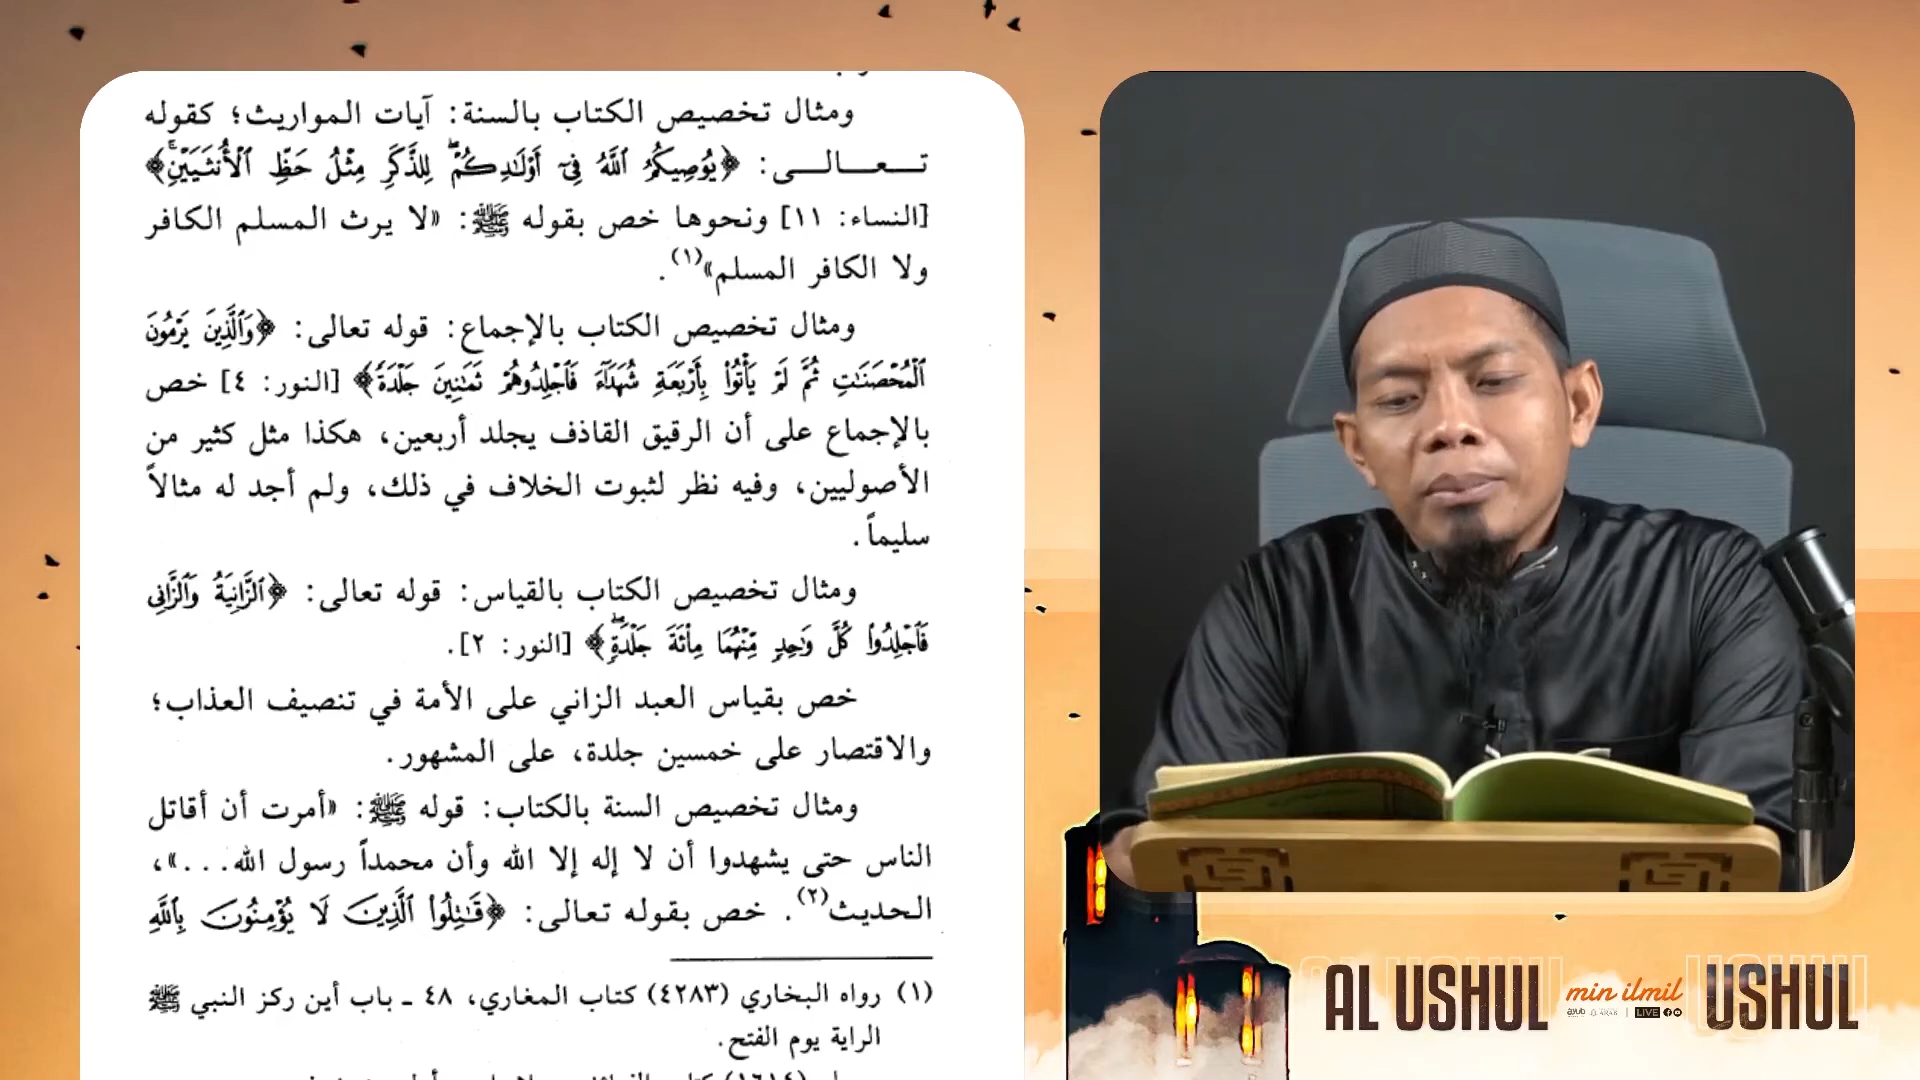 ومثال تخصيص الكتاب بالسنة: آيات المواريث؛ كقوله
تعالى: ﴿يُوصِيكُمُ ٱللَّهُ فِىٓ أَوْلَـٰدِكُمْۖ لِلذَّكَرِ مِثْلُ حَظِّ ٱلْأُنثَيَيْنِۚ﴾
[النساء: ١١] ونحوها خص بقوله ﷺ: «لا يرث المسلم الكافر
ولا الكافر المسلم»(١).
ومثال تخصيص الكتاب بالإجماع: قوله تعالى: ﴿وَٱلَّذِينَ يَرْمُونَ
ٱلْمُحْصَنَـٰتِ ثُمَّ لَمْ يَأْتُوا۟ بِأَرْبَعَةِ شُهَدَآءَ فَٱجْلِدُوهُمْ ثَمَـٰنِينَ جَلْدَةً﴾ [النور: ٤] خص
بالإجماع على أن الرقيق القاذف يجلد أربعين، هكذا مثل كثير من
الأصوليين، وفيه نظر لثبوت الخلاف في ذلك، ولم أجد له مثالاً
سليماً.
ومثال تخصيص الكتاب بالقياس: قوله تعالى: ﴿ٱلزَّانِيَةُ وَٱلزَّانِى
فَٱجْلِدُوا۟ كُلَّ وَٰحِدٍ مِّنْهُمَا مِا۟ئَةَ جَلْدَةٍۖ﴾ [النور: ٢].
خص بقياس العبد الزاني على الأمة في تنصيف العذاب؛
والاقتصار على خمسين جلدة، على المشهور.
ومثال تخصيص السنة بالكتاب: قوله ﷺ: «أمرت أن أقاتل
الناس حتى يشهدوا أن لا إله إلا الله وأن محمداً رسول الله...»،
الحديث(٢). خص بقوله تعالى: ﴿قَـٰتِلُوا۟ ٱلَّذِينَ لَا يُؤْمِنُونَ بِٱللَّهِ
(١) رواه البخاري (٤٢٨٣) كتاب المغاري، ٤٨ ـ باب أين ركز النبي ﷺ
الراية يوم الفتح.
AL USHUL min ilmil USHUL
ayub
LIVE